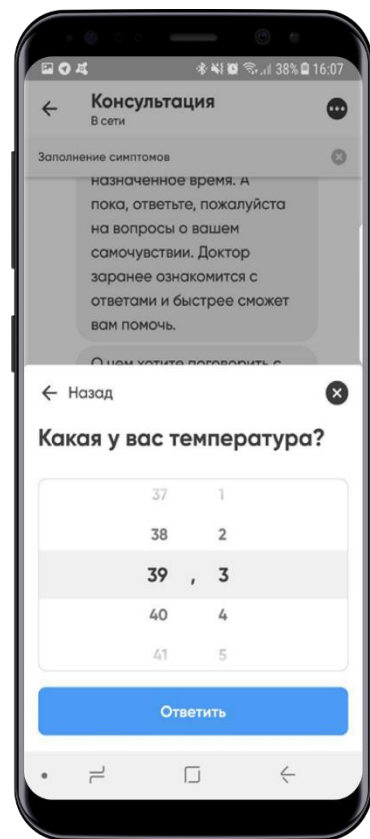 38% 16:07
Консультация
В сети
Заполнение симптомов
назначенное время. А
пока, ответьте, пожалуйста
на вопросы о вашем
самочувствии. Доктор
заранее ознакомится с
ответами и быстрее сможет
вам помочь.
О чем хотите поговорить с
Назад
Какая у вас температура?
37 1
38 2
39 , 3
40 4
41 5
Ответить